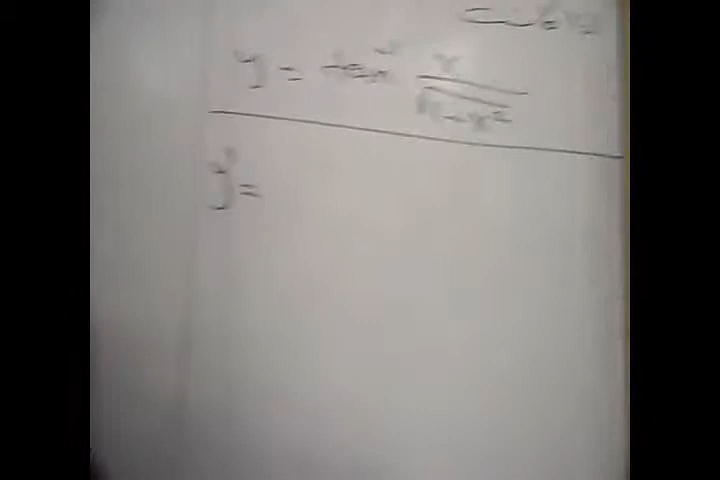 y = tan⁻¹ x/√(1-x²)
y' =